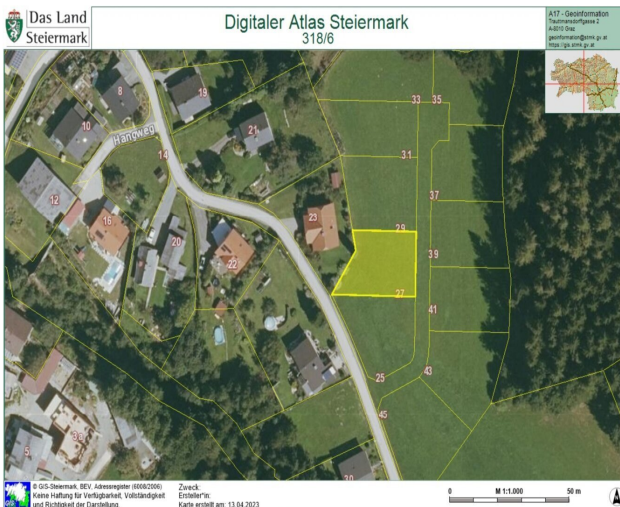 Das Land
Steiermark
Digitaler Atlas Steiermark
318/6
A17 - Geoinformation
Trauttmansdorffgasse 2
A-8010 Graz
geoinformation@stmk.gv.at
https://gis.stmk.gv.at
8
19
10
Hangweg
21
33
35
14
31
12
37
16
23
29
20
22
39
27
41
25
43
45
3a
5
30
© GIS-Steiermark, BEV, Adressregister (6008/2006)
Keine Haftung für Verfügbarkeit, Vollständigkeit
und Richtigkeit der Darstellung.
Zweck:
Ersteller*in:
Karte erstellt am: 13.04.2023
0 M 1:1.000 50 m